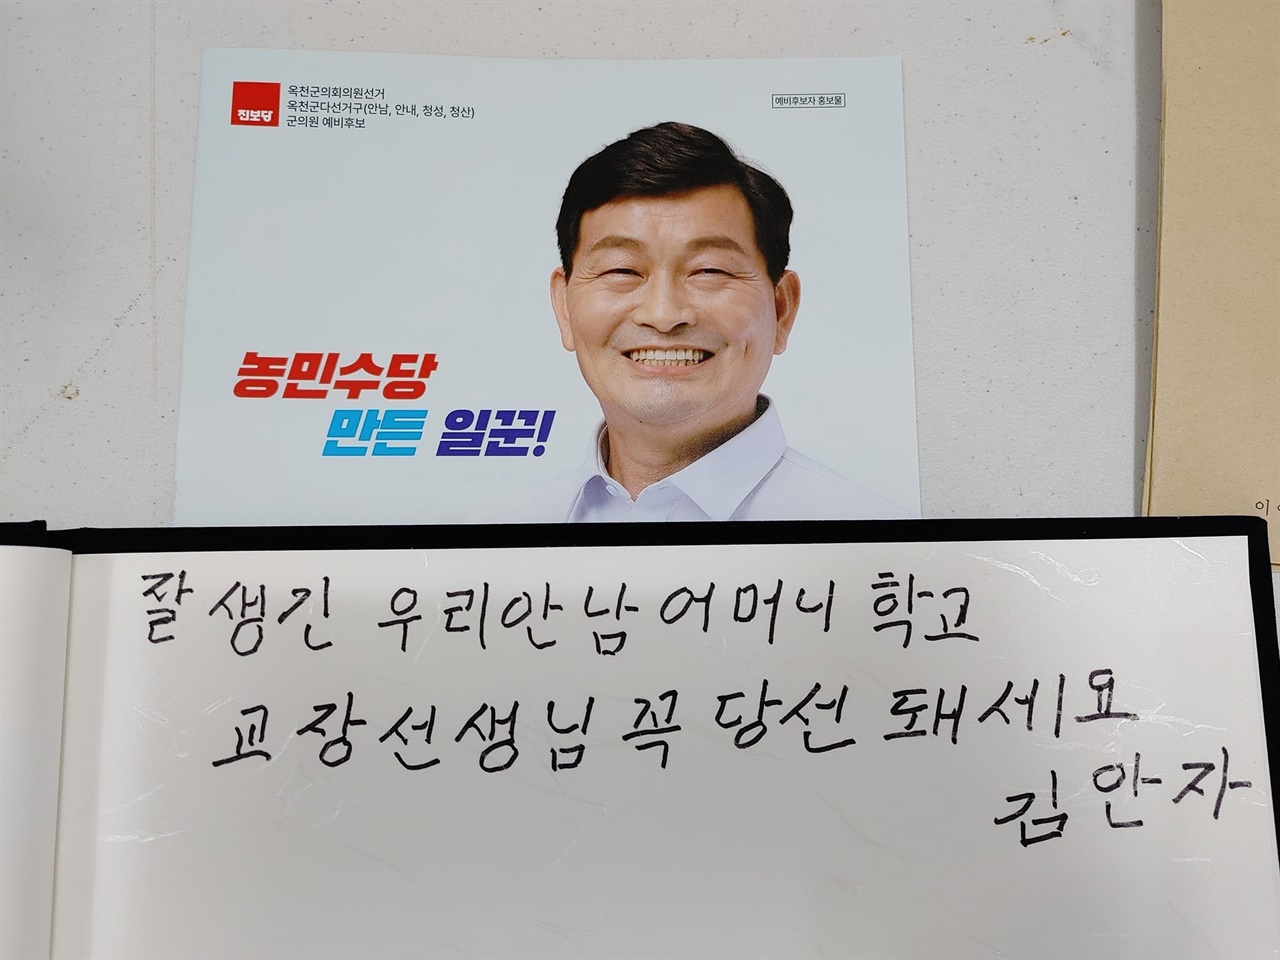 진보당
옥천군의회의원선거
옥천군다선거구(안남, 안내, 청성, 청산)
군의원 예비후보
예비후보자 홍보물
농민수당
만든 일꾼!
잘 생긴 우리안남어머니 학교
교장선생님꼭 당선 돼세요
김안자